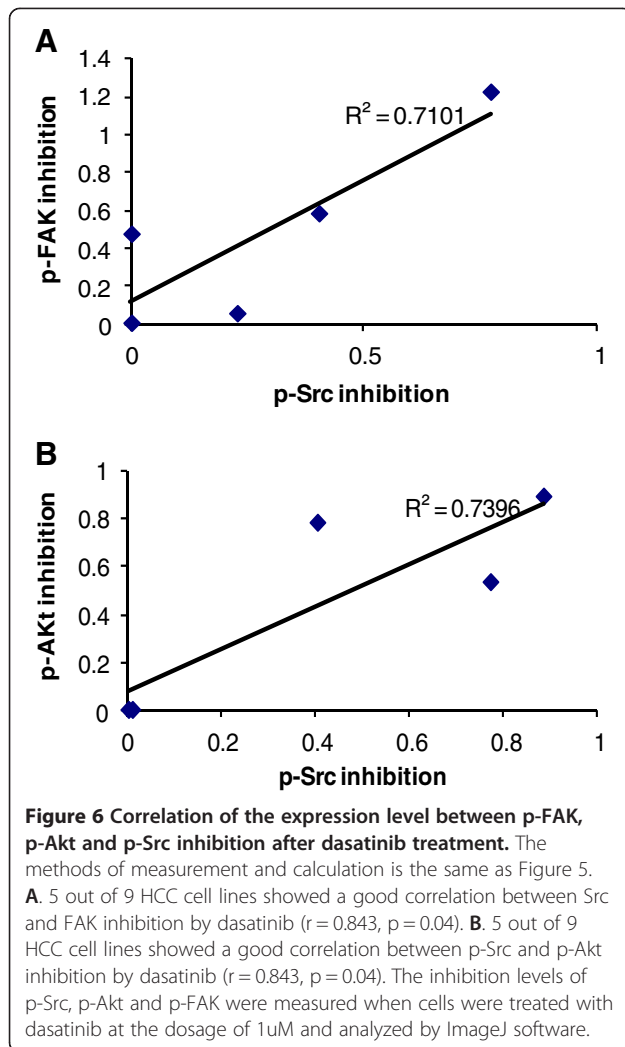 A
1.4
1.2
1
0.8
0.6
0.4
0.2
0
p-FAK inhibition
R² = 0.7101
0 0.5 1
p-Src inhibition
B
1
0.8
0.6
0.4
0.2
0
p-AKt inhibition
R² = 0.7396
0 0.2 0.4 0.6 0.8 1
p-Src inhibition
Figure 6 Correlation of the expression level between p-FAK,
p-Akt and p-Src inhibition after dasatinib treatment. The
methods of measurement and calculation is the same as Figure 5.
A. 5 out of 9 HCC cell lines showed a good correlation between Src
and FAK inhibition by dasatinib (r = 0.843, p = 0.04). B. 5 out of 9
HCC cell lines showed a good correlation between p-Src and p-Akt
inhibition by dasatinib (r = 0.843, p = 0.04). The inhibition levels of
p-Src, p-Akt and p-FAK were measured when cells were treated with
dasatinib at the dosage of 1uM and analyzed by ImageJ software.